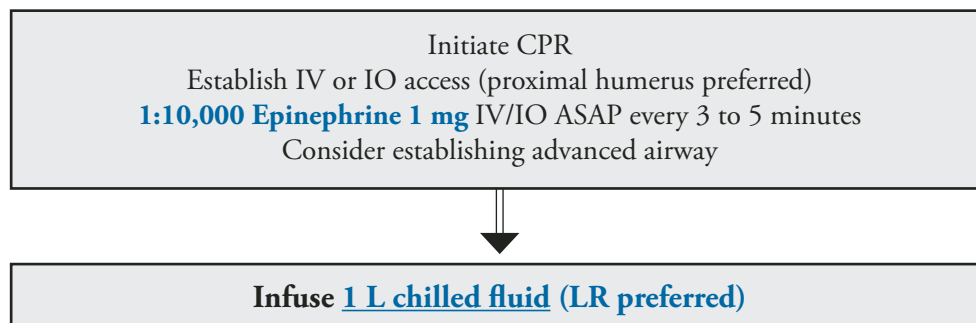 Initiate CPR
Establish IV or IO access (proximal humerus preferred)
1:10,000 Epinephrine 1 mg IV/IO ASAP every 3 to 5 minutes
Consider establishing advanced airway
Infuse 1 L chilled fluid (LR preferred)